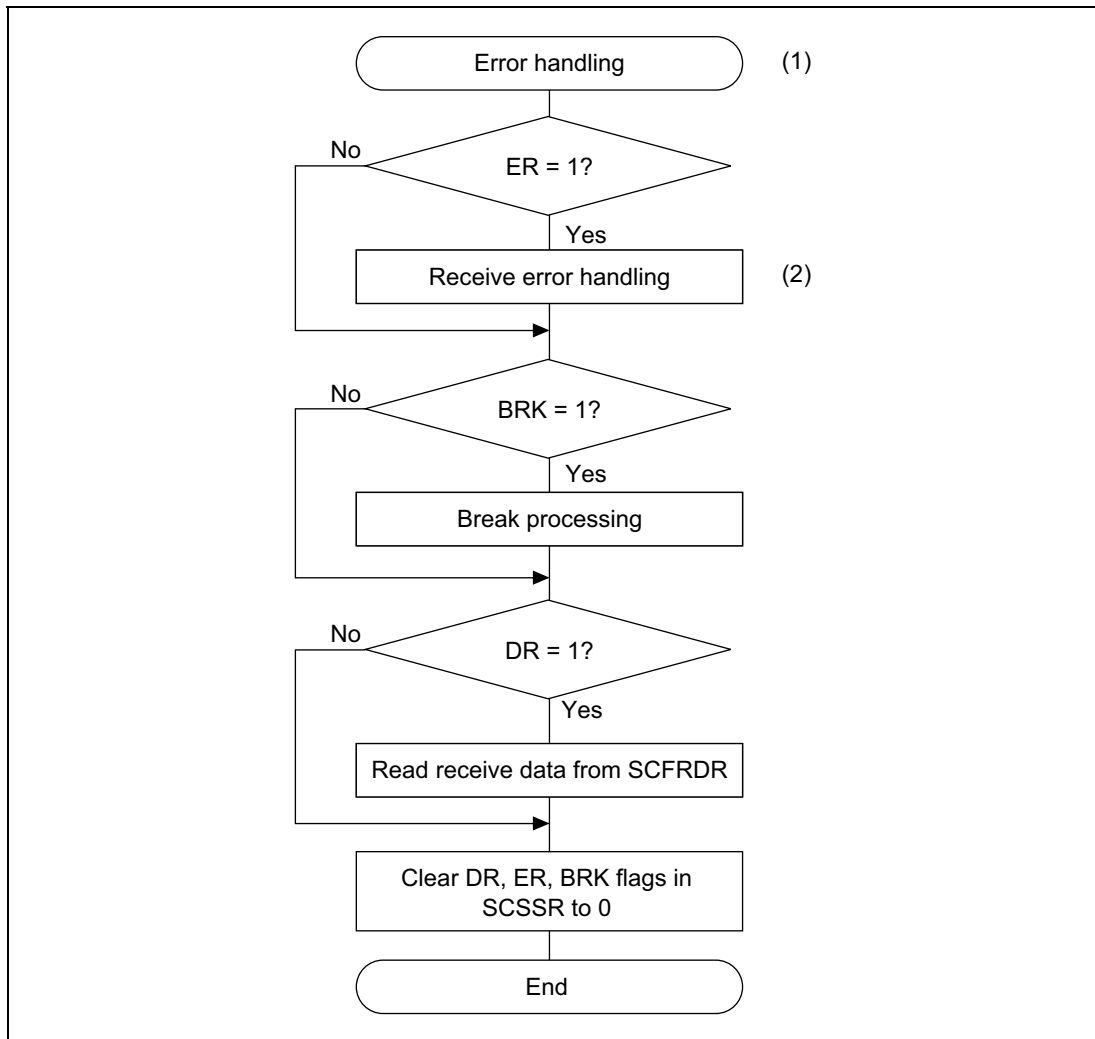 Error handling (1)
No
ER = 1?
Yes
Receive error handling (2)
No
BRK = 1?
Yes
Break processing
No
DR = 1?
Yes
Read receive data from SCFRDR
Clear DR, ER, BRK flags in
SCSSR to 0
End